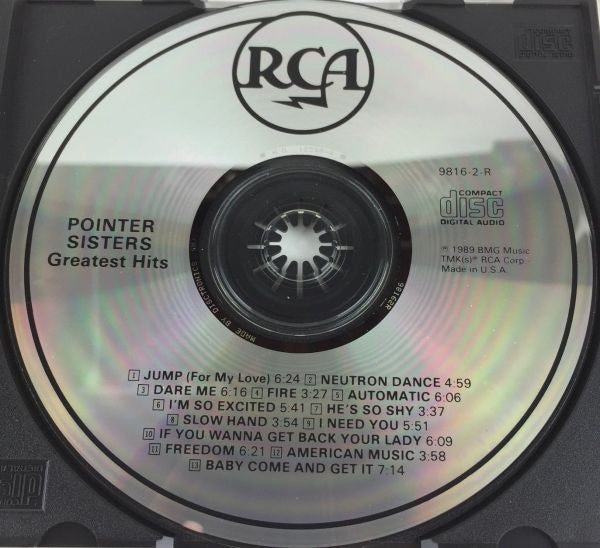 RCA
9816-2-R
COMPACT
disc
DIGITAL AUDIO
POINTER
SISTERS
Greatest Hits
℗ 1989 BMG Music
TMK(s)® RCA Corp.
Made in U.S.A.
MADE BY DISCTRONICS
98162R
1 JUMP (For My Love) 6:24 2 NEUTRON DANCE 4:59
3 DARE ME 6:16 4 FIRE 3:27 5 AUTOMATIC 6:06
6 I'M SO EXCITED 5:41 7 HE'S SO SHY 3:37
8 SLOW HAND 3:54 9 I NEED YOU 5:51
10 IF YOU WANNA GET BACK YOUR LADY 6:09
11 FREEDOM 6:21 12 AMERICAN MUSIC 3:58
13 BABY COME AND GET IT 7:14